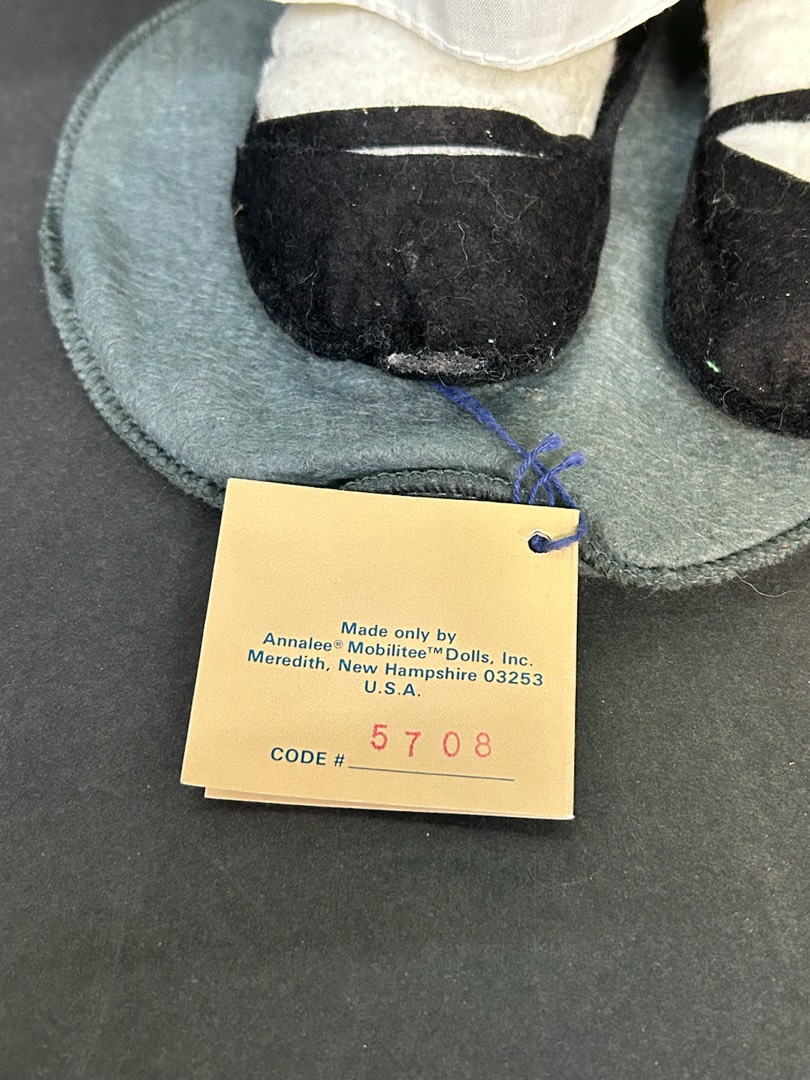 Made only by
Annalee® Mobilitee™ Dolls, Inc.
Meredith, New Hampshire 03253
U.S.A.
CODE # 5708